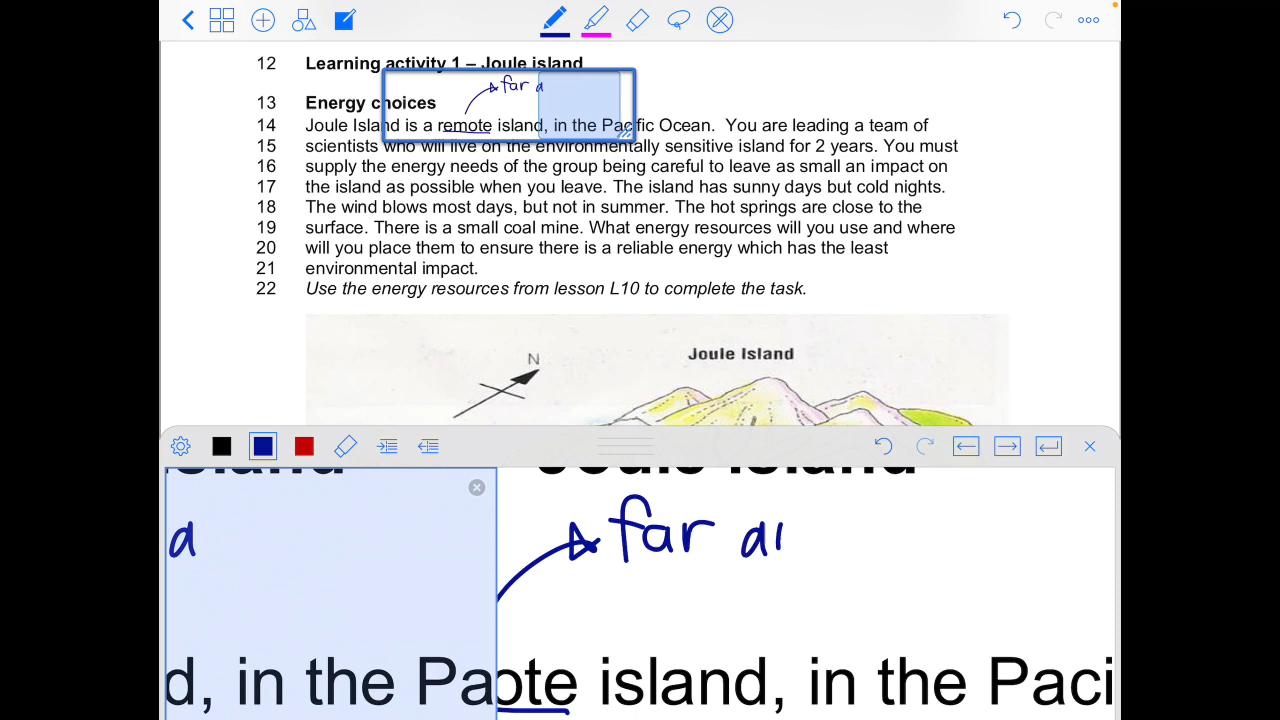 12 Learning activity 1 – Joule island
far a
13 Energy choices
14 Joule Island is a remote island, in the Pacific Ocean. You are leading a team of
15 scientists who will live on the environmentally sensitive island for 2 years. You must
16 supply the energy needs of the group being careful to leave as small an impact on
17 the island as possible when you leave. The island has sunny days but cold nights.
18 The wind blows most days, but not in summer. The hot springs are close to the
19 surface. There is a small coal mine. What energy resources will you use and where
20 will you place them to ensure there is a reliable energy which has the least
21 environmental impact.
22 Use the energy resources from lesson L10 to complete the task.
Joule Island
N
island Joule island
a far a
d, in the Pa ote island, in the Paci